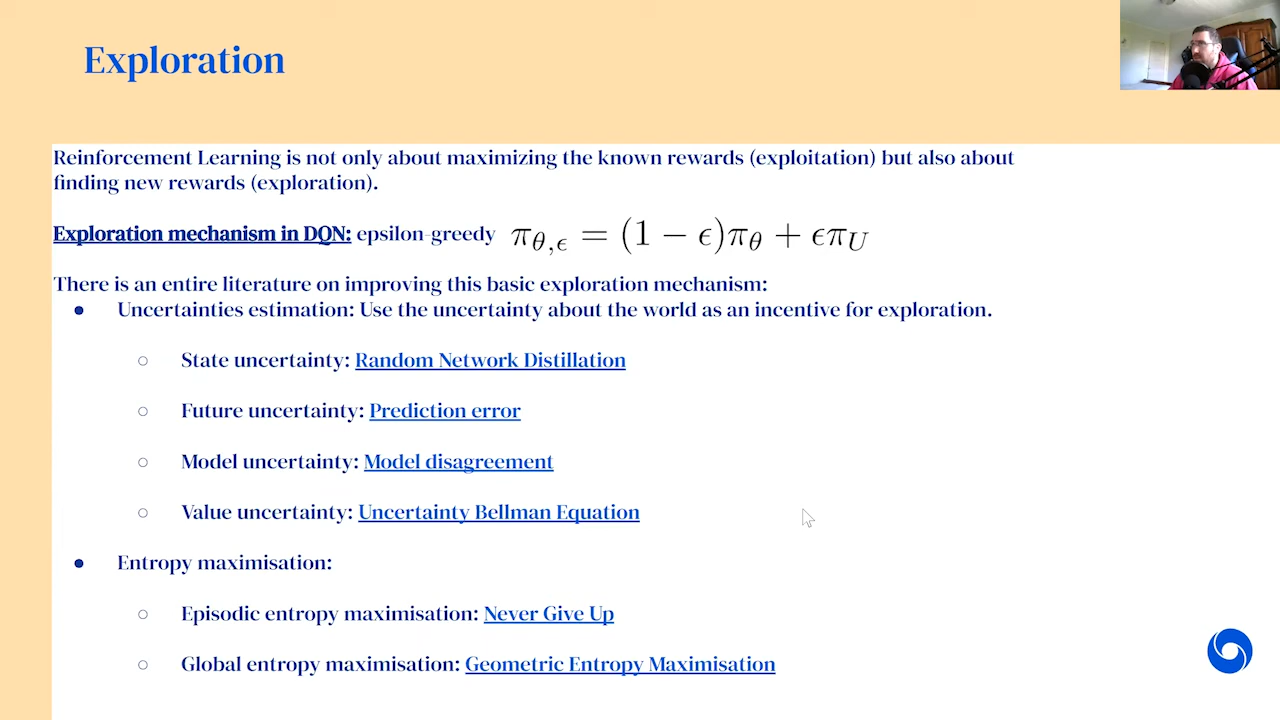 Exploration
Reinforcement Learning is not only about maximizing the known rewards (exploitation) but also about
finding new rewards (exploration).
Exploration mechanism in DQN: epsilon-greedy π_{θ,ϵ} = (1 − ϵ)π_θ + ϵπ_U
There is an entire literature on improving this basic exploration mechanism:
● Uncertainties estimation: Use the uncertainty about the world as an incentive for exploration.
○ State uncertainty: Random Network Distillation
○ Future uncertainty: Prediction error
○ Model uncertainty: Model disagreement
○ Value uncertainty: Uncertainty Bellman Equation
● Entropy maximisation:
○ Episodic entropy maximisation: Never Give Up
○ Global entropy maximisation: Geometric Entropy Maximisation